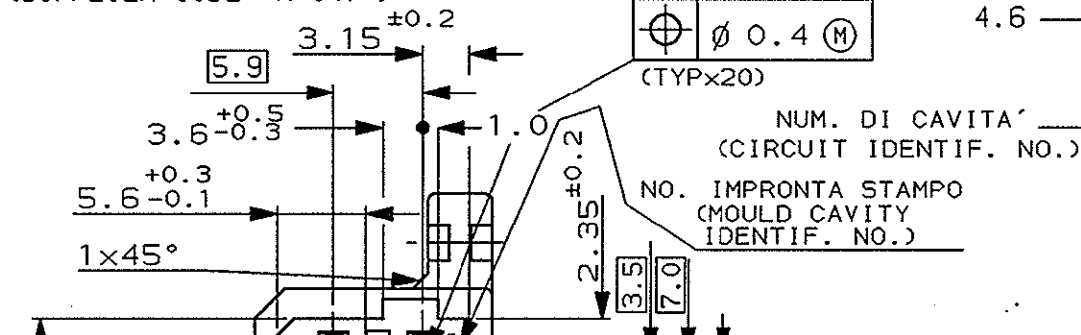 ±0.2
3.15
4.6
⌖ Ø 0.4 Ⓜ
(TYPx20)
5.9
+0.5
3.6-0.3
1.0
NUM. DI CAVITA´
(CIRCUIT IDENTIF. NO.)
+0.3
5.6-0.1
2.35±0.2
NO. IMPRONTA STAMPO
(MOULD CAVITY
IDENTIF. NO.)
1x45°
3.5
7.0